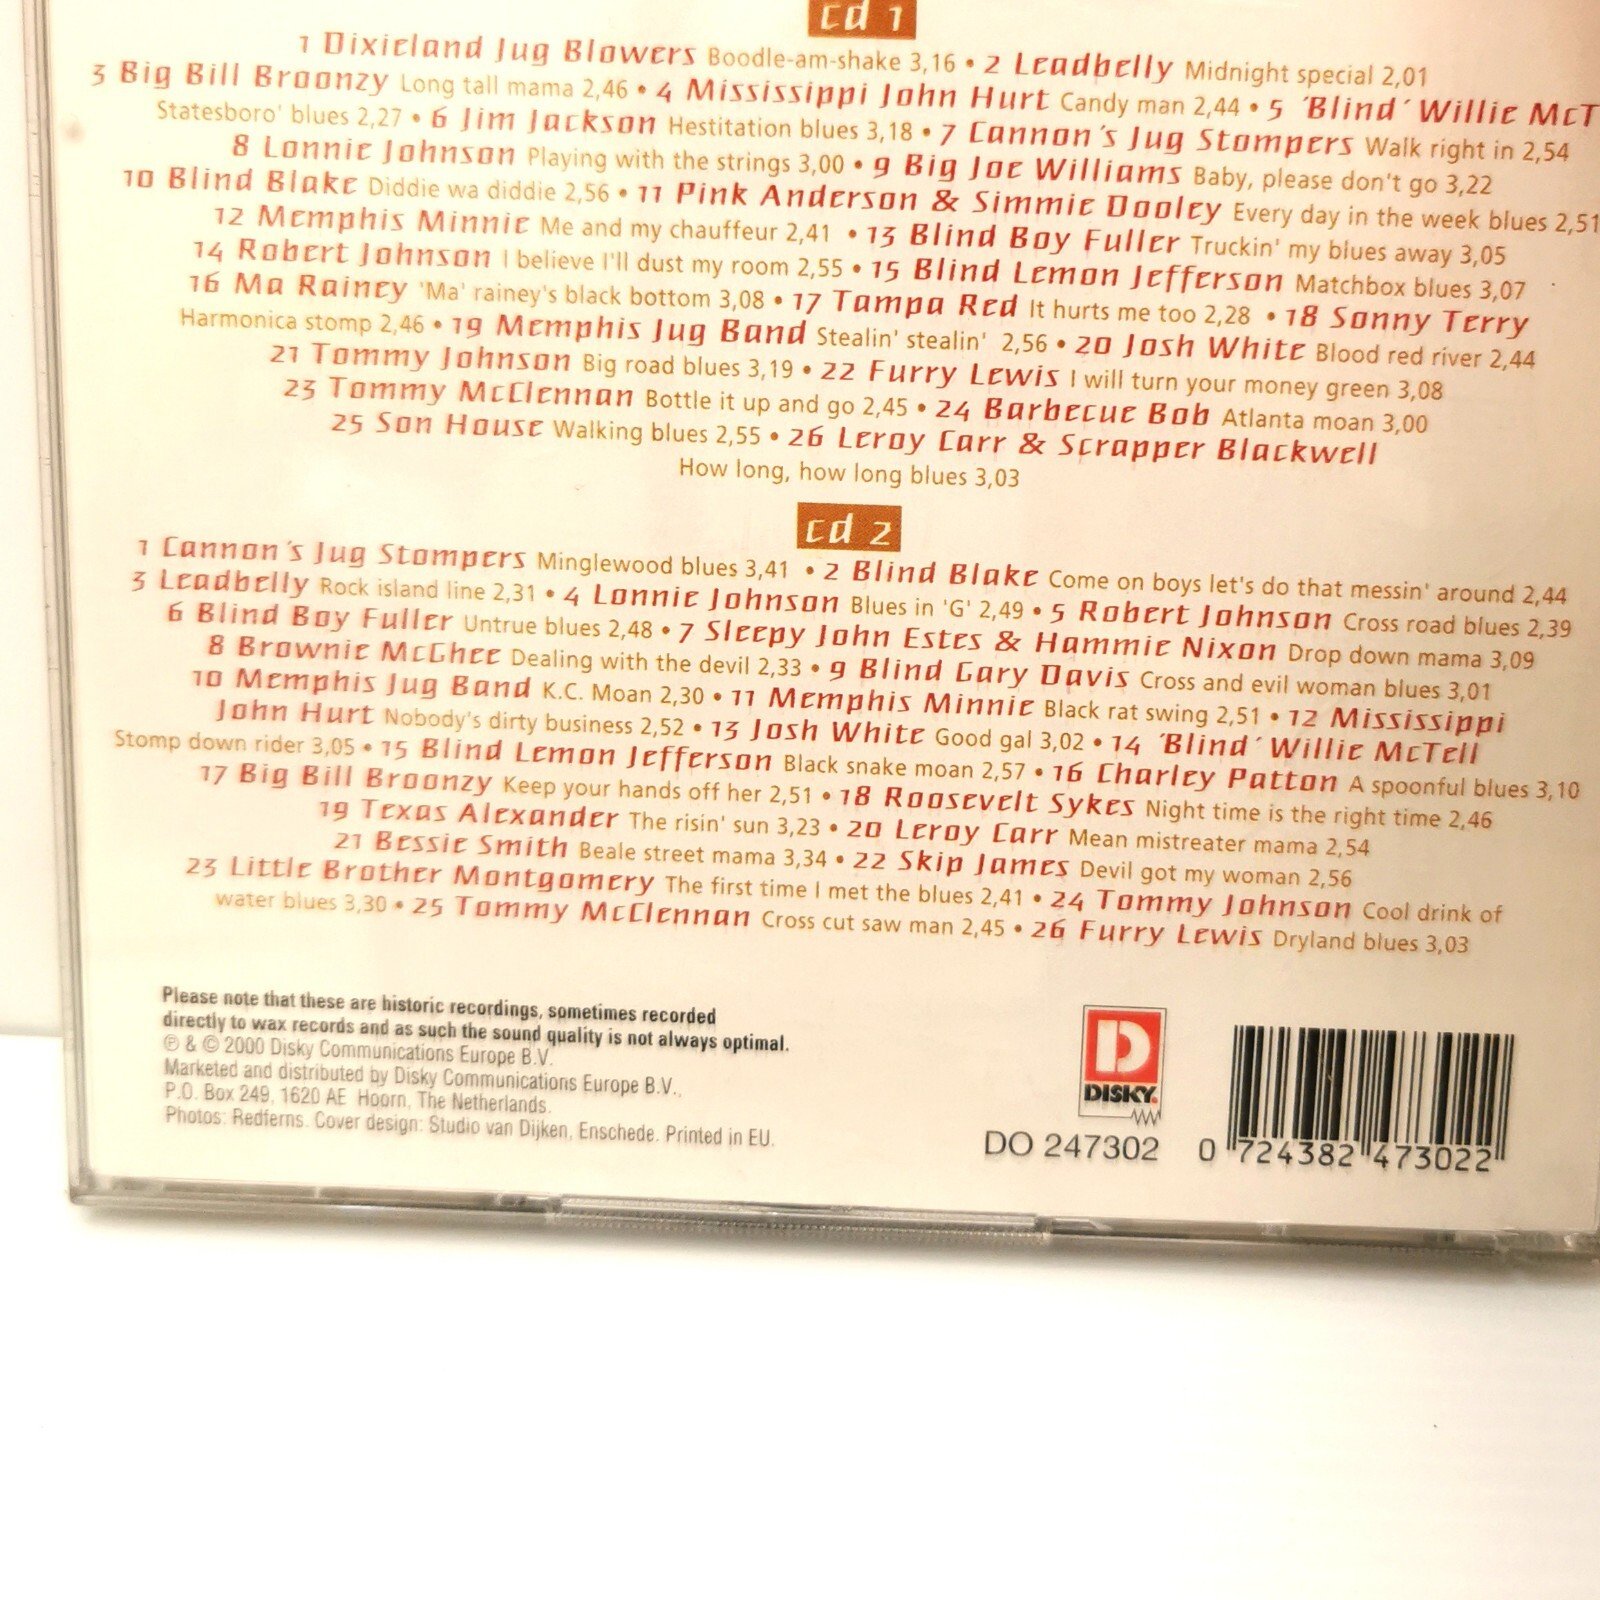 cd 1
1 Dixieland Jug Blowers Boodle-am-shake 3,16 • 2 Leadbelly Midnight special 2,01
3 Big Bill Broonzy Long tall mama 2,46 • 4 Mississippi John Hurt Candy man 2,44 • 5 'Blind' Willie McT
Statesboro' blues 2,27 • 6 Jim Jackson Hestitation blues 3,18 • 7 Cannon's Jug Stompers Walk right in 2,54
8 Lonnie Johnson Playing with the strings 3,00 • 9 Big Joe Williams Baby, please don't go 3,22
10 Blind Blake Diddie wa diddie 2,56 • 11 Pink Anderson & Simmie Dooley Every day in the week blues 2,51
12 Memphis Minnie Me and my chauffeur 2,41 • 13 Blind Boy Fuller Truckin' my blues away 3,05
14 Robert Johnson I believe I'll dust my room 2,55 • 15 Blind Lemon Jefferson Matchbox blues 3,07
16 Ma Rainey 'Ma' rainey's black bottom 3,08 • 17 Tampa Red It hurts me too 2,28 • 18 Sonny Terry
Harmonica stomp 2,46 • 19 Memphis Jug Band Stealin' stealin' 2,56 • 20 Josh White Blood red river 2,44
21 Tommy Johnson Big road blues 3,19 • 22 Furry Lewis I will turn your money green 3,08
23 Tommy McClennan Bottle it up and go 2,45 • 24 Barbecue Bob Atlanta moan 3,00
25 Son House Walking blues 2,55 • 26 Leroy Carr & Scrapper Blackwell
How long, how long blues 3,03
cd 2
1 Cannon's Jug Stompers Minglewood blues 3,41 • 2 Blind Blake Come on boys let's do that messin' around 2,44
3 Leadbelly Rock island line 2,31 • 4 Lonnie Johnson Blues in 'G' 2,49 • 5 Robert Johnson Cross road blues 2,39
6 Blind Boy Fuller Untrue blues 2,48 • 7 Sleepy John Estes & Hammie Nixon Drop down mama 3,09
8 Brownie McGhee Dealing with the devil 2,33 • 9 Blind Gary Davis Cross and evil woman blues 3,01
10 Memphis Jug Band K.C. Moan 2,30 • 11 Memphis Minnie Black rat swing 2,51 • 12 Mississippi
John Hurt Nobody's dirty business 2,52 • 13 Josh White Good gal 3,02 • 14 'Blind' Willie McTell
Stomp down rider 3,05 • 15 Blind Lemon Jefferson Black snake moan 2,57 • 16 Charley Patton A spoonful blues 3,10
17 Big Bill Broonzy Keep your hands off her 2,51 • 18 Roosevelt Sykes Night time is the right time 2,46
19 Texas Alexander The risin' sun 3,23 • 20 Leroy Carr Mean mistreater mama 2,54
21 Bessie Smith Beale street mama 3,34 • 22 Skip James Devil got my woman 2,56
23 Little Brother Montgomery The first time I met the blues 2,41 • 24 Tommy Johnson Cool drink of
water blues 3,30 • 25 Tommy McClennan Cross cut saw man 2,45 • 26 Furry Lewis Dryland blues 3,03
Please note that these are historic recordings, sometimes recorded
directly to wax records and as such the sound quality is not always optimal.
℗ & © 2000 Disky Communications Europe B.V.
Marketed and distributed by Disky Communications Europe B.V.,
P.O. Box 249, 1620 AE Hoorn, The Netherlands.
Photos: Redferns. Cover design: Studio van Dijken, Enschede. Printed in EU.
D
DISKY.
DO 247302
0 724382 473022